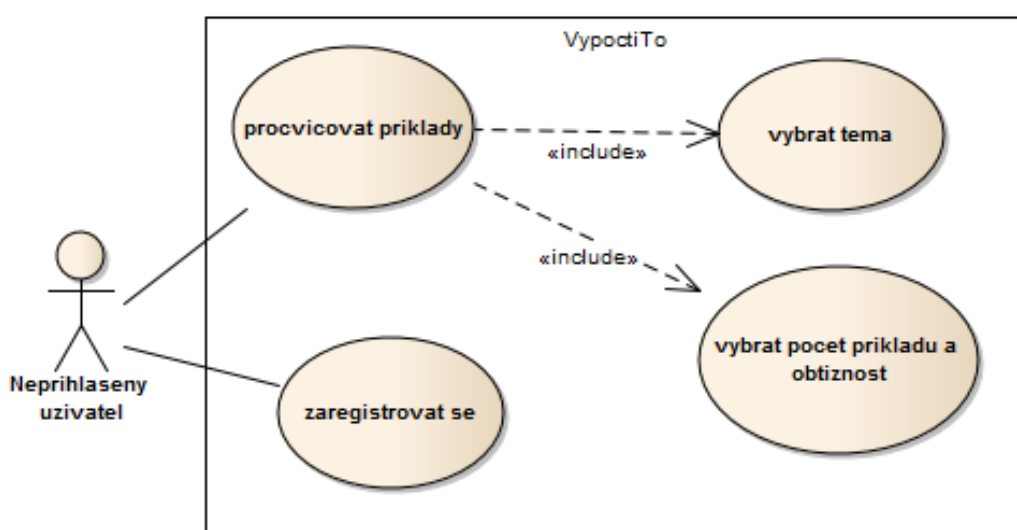 VypoctiTo
procvicovat priklady
«include»
vybrat tema
«include»
vybrat pocet prikladu a
obtiznost
Neprihlaseny
uzivatel
zaregistrovat se